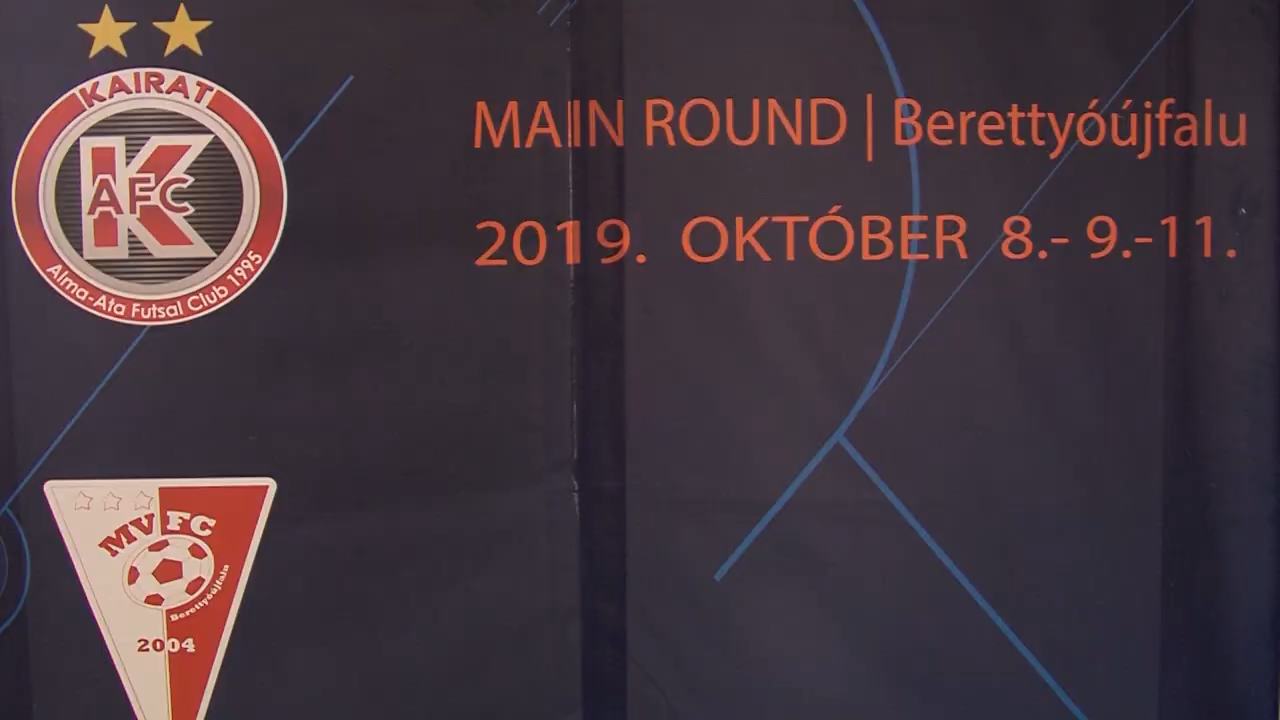 KAIRAT
K
AFC
Alma-Ata Futsal Club 1995
MAIN ROUND | Berettyóújfalu
2019. OKTÓBER 8.- 9.-11.
MVFC
Berettyóújfalu
2004